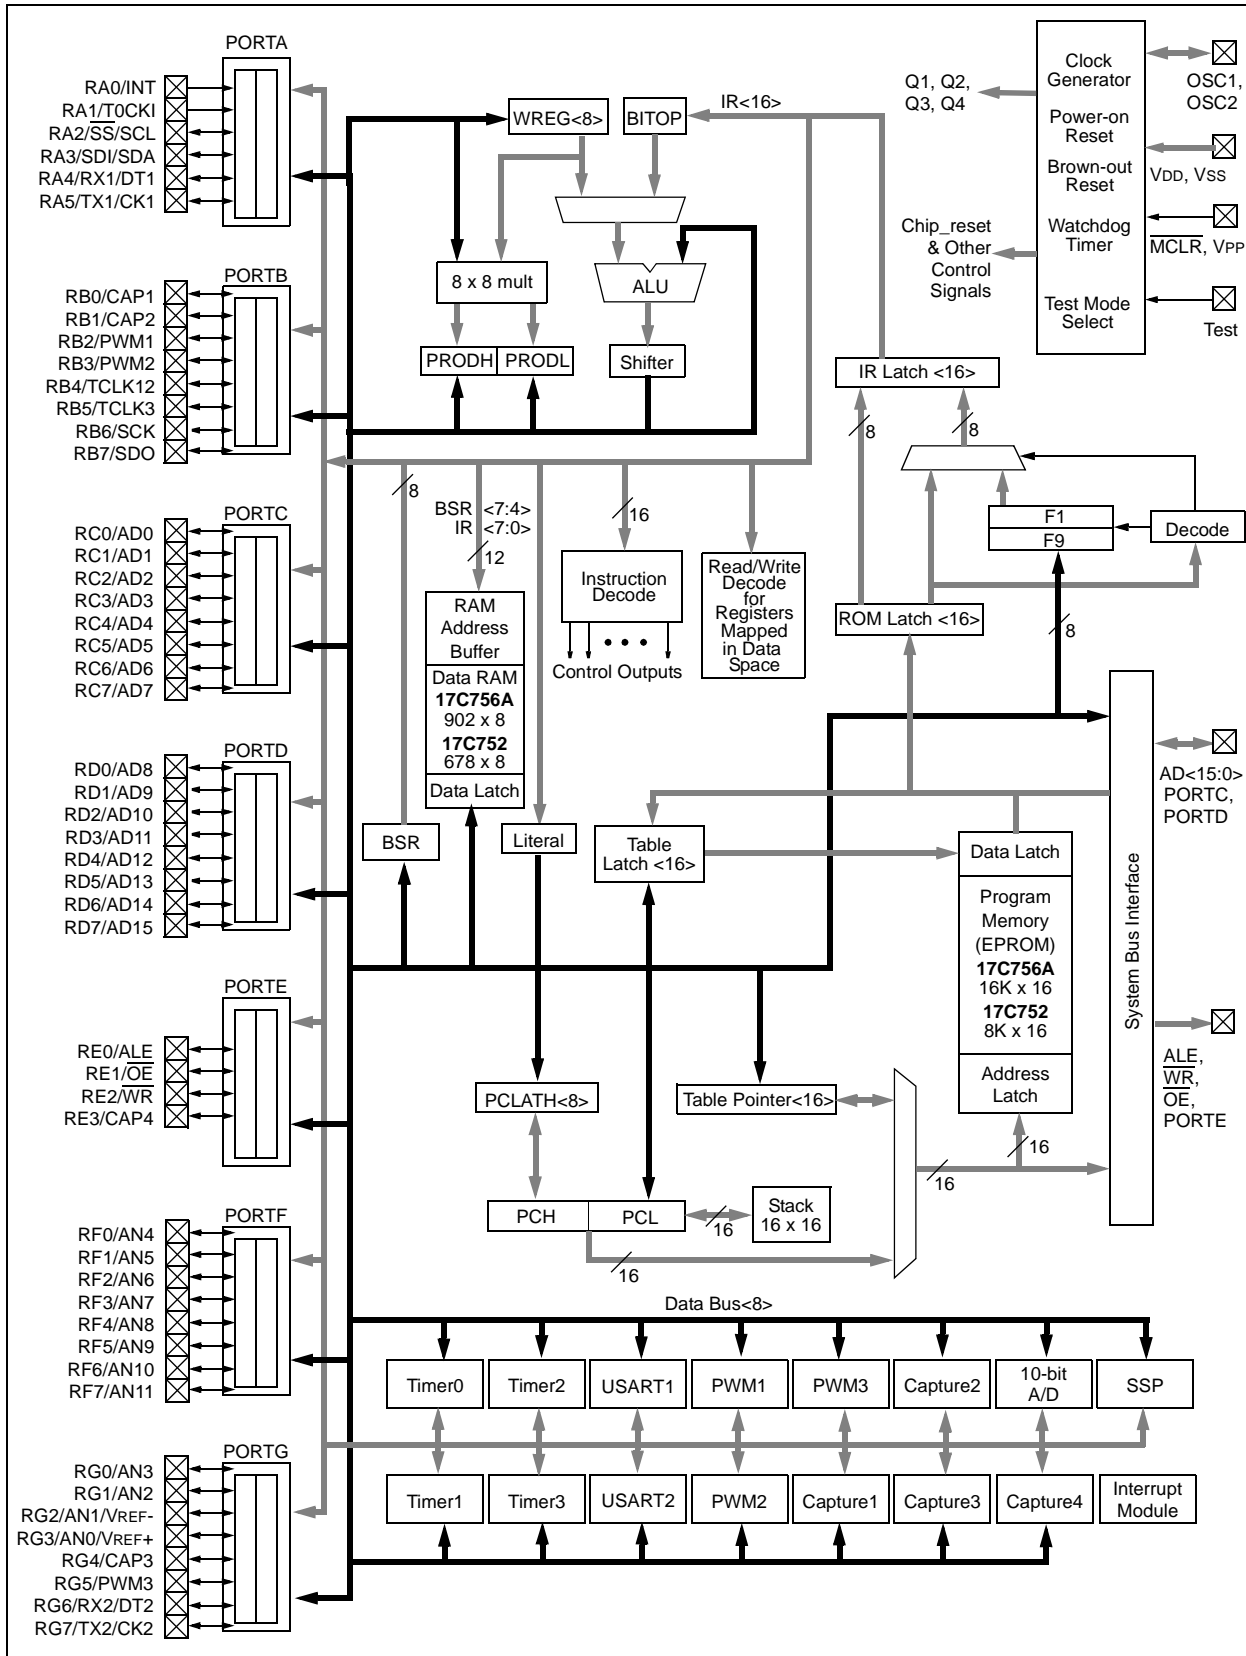 PORTA
RA0/INT
RA1/T0CKI
RA2/SS/SCL
RA3/SDI/SDA
RA4/RX1/DT1
RA5/TX1/CK1
PORTB
RB0/CAP1
RB1/CAP2
RB2/PWM1
RB3/PWM2
RB4/TCLK12
RB5/TCLK3
RB6/SCK
RB7/SDO
PORTC
RC0/AD0
RC1/AD1
RC2/AD2
RC3/AD3
RC4/AD4
RC5/AD5
RC6/AD6
RC7/AD7
PORTD
RD0/AD8
RD1/AD9
RD2/AD10
RD3/AD11
RD4/AD12
RD5/AD13
RD6/AD14
RD7/AD15
PORTE
RE0/ALE
RE1/OE
RE2/WR
RE3/CAP4
PORTF
RF0/AN4
RF1/AN5
RF2/AN6
RF3/AN7
RF4/AN8
RF5/AN9
RF6/AN10
RF7/AN11
PORTG
RG0/AN3
RG1/AN2
RG2/AN1/VREF-
RG3/AN0/VREF+
RG4/CAP3
RG5/PWM3
RG6/RX2/DT2
RG7/TX2/CK2
WREG<8>
BITOP
IR<16>
8 x 8 mult
ALU
PRODH
PRODL
Shifter
Q1, Q2,
Q3, Q4
Chip_reset
& Other
Control
Signals
Clock
Generator
Power-on
Reset
Brown-out
Reset
Watchdog
Timer
Test Mode
Select
OSC1,
OSC2
VDD, VSS
MCLR, VPP
Test
IR Latch <16>
8
8
F1
F9
Decode
ROM Latch <16>
8
8
BSR <7:4>
IR <7:0>
12
16
RAM
Address
Buffer
Data RAM
17C756A
902 x 8
17C752
678 x 8
Data Latch
Instruction
Decode
Control Outputs
Read/Write
Decode
for
Registers
Mapped
in Data
Space
BSR
Literal
Table
Latch <16>
Data Latch
Program
Memory
(EPROM)
17C756A
16K x 16
17C752
8K x 16
Address
Latch
System Bus Interface
AD<15:0>
PORTC,
PORTD
ALE,
WR,
OE,
PORTE
PCLATH<8>
Table Pointer<16>
16
16
PCH
PCL
16
Stack
16 x 16
16
Data Bus<8>
Timer0
Timer2
USART1
PWM1
PWM3
Capture2
10-bit
A/D
SSP
Timer1
Timer3
USART2
PWM2
Capture1
Capture3
Capture4
Interrupt
Module